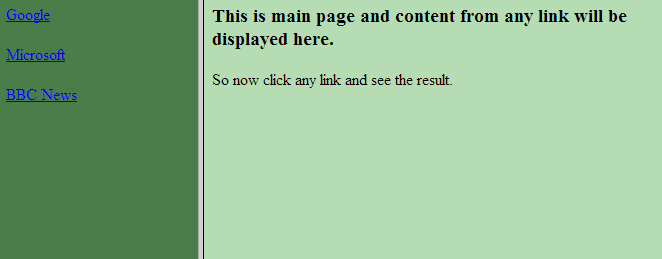 Google
Microsoft
BBC News
This is main page and content from any link will be
displayed here.
So now click any link and see the result.